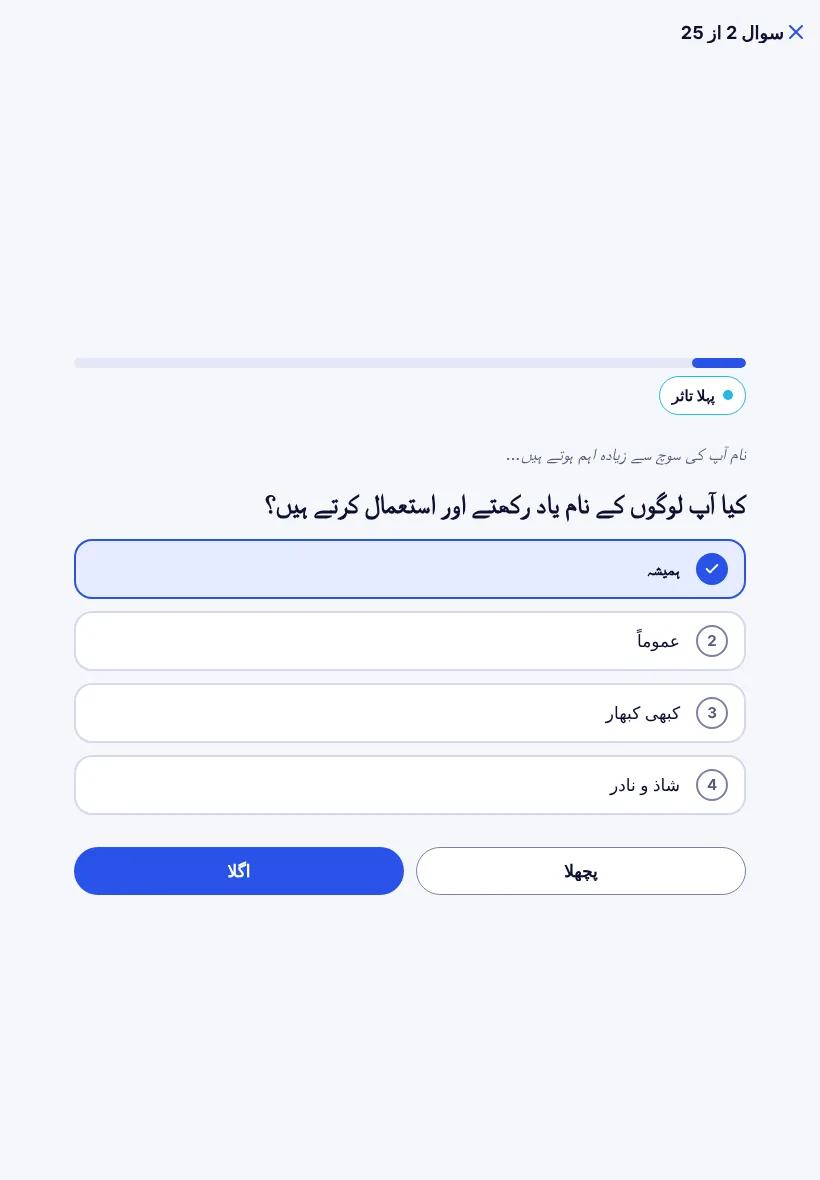 سوال 2 از 25
پہلا تاثر
نام آپ کی سوچ سے زیادہ اہم ہوتے ہیں...
کیا آپ لوگوں کے نام یاد رکھتے اور استعمال کرتے ہیں؟
ہمیشہ
2 عموماً
3 کبھی کبھار
4 شاذ و نادر
پچھلا
اگلا